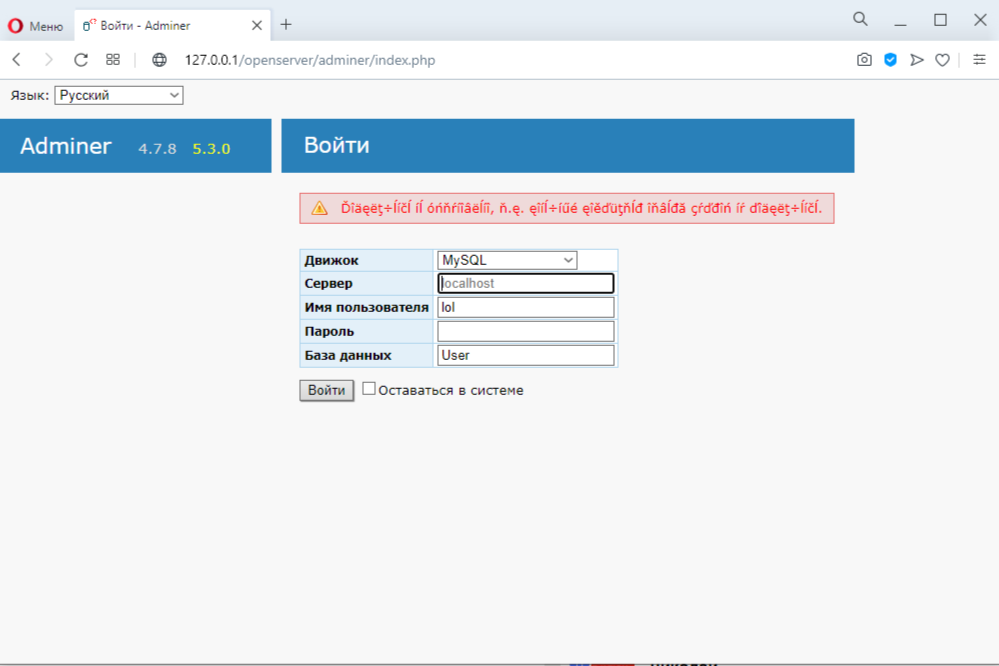 Меню
Войти - Adminer
127.0.0.1/openserver/adminer/index.php
Язык: Русский
Adminer 4.7.8 5.3.0
Войти
Ďîäęëţ÷ĺíčĺ íĺ óńňŕíîâëĺíî, ň.ę. ęîíĺ÷íűé ęîěďüţňĺđ îňâĺđă çŕďđîń íŕ ďîäęëţ÷ĺíčĺ.
Движок MySQL
Сервер localhost
Имя пользователя lol
Пароль
База данных User
Войти Оставаться в системе